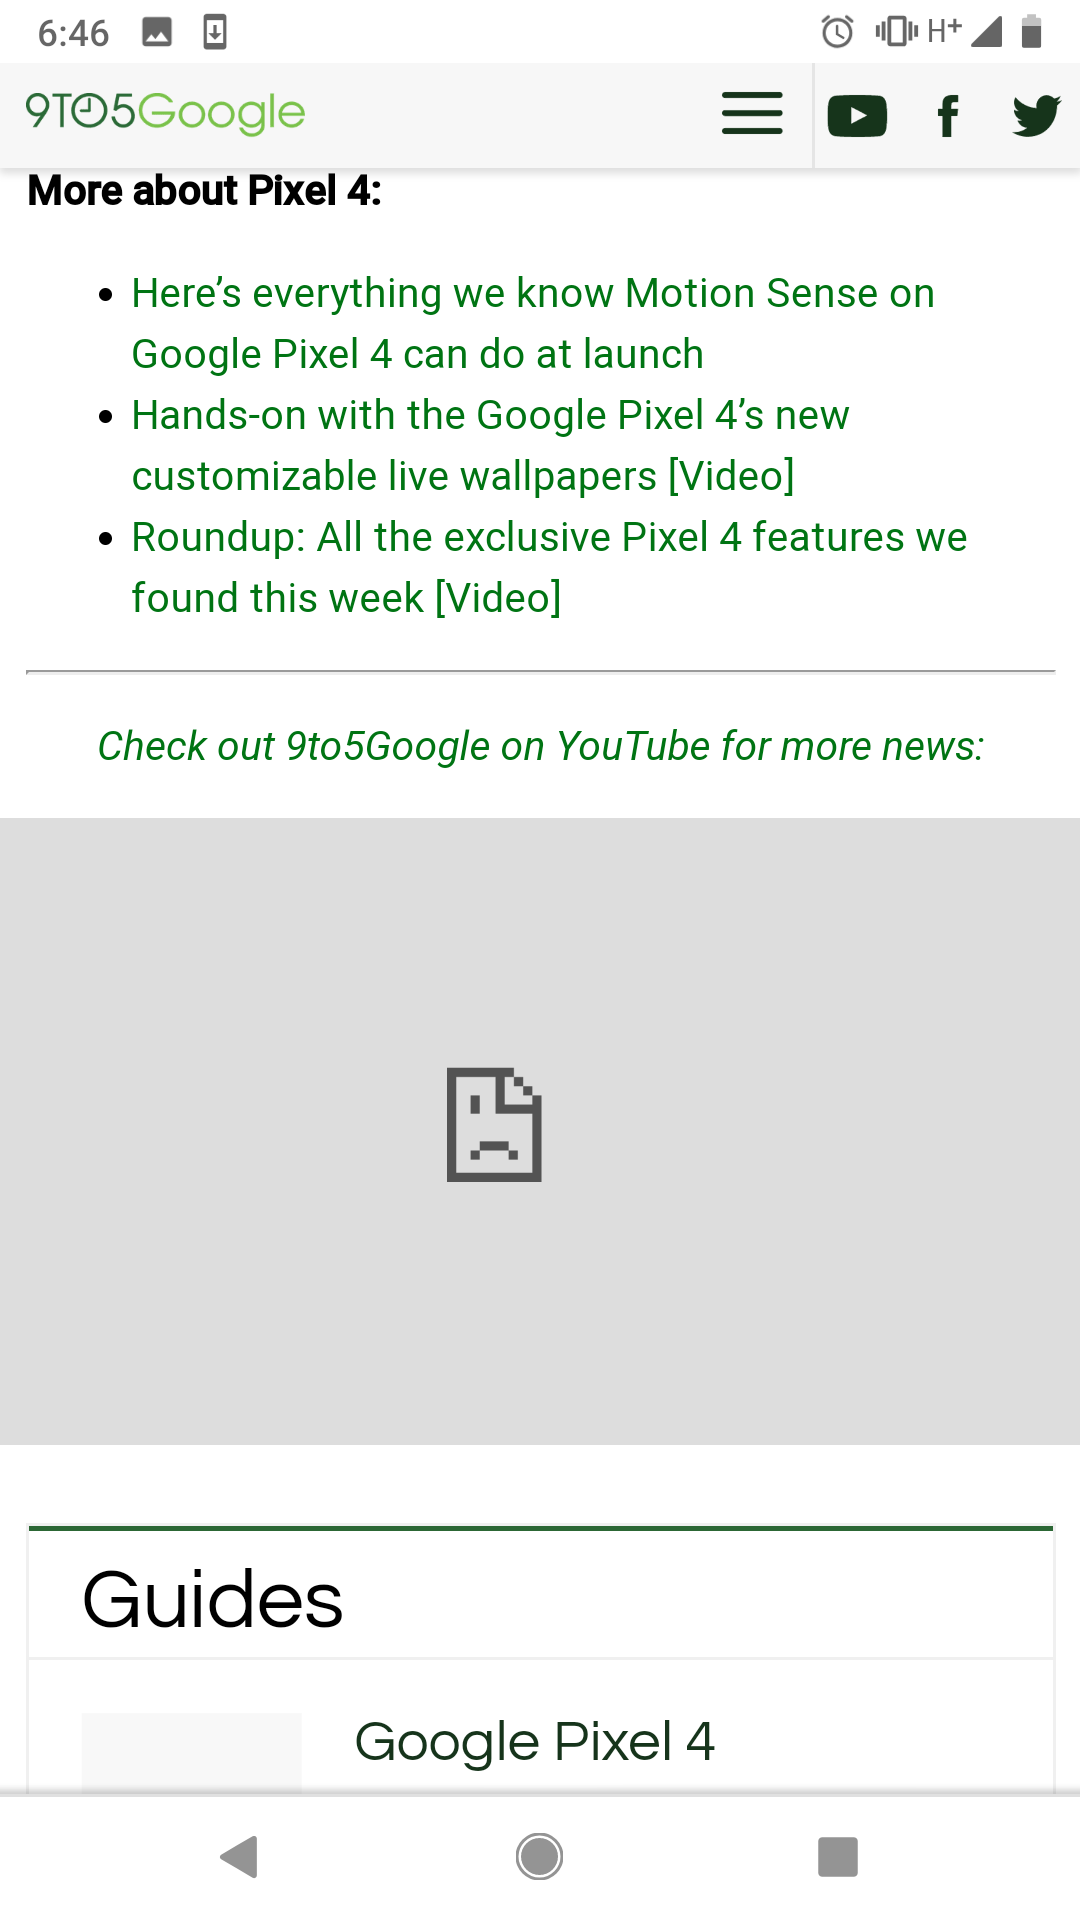 6:46 H+
9TO5Google
More about Pixel 4:
Here’s everything we know Motion Sense on
Google Pixel 4 can do at launch
Hands-on with the Google Pixel 4’s new
customizable live wallpapers [Video]
Roundup: All the exclusive Pixel 4 features we
found this week [Video]
Check out 9to5Google on YouTube for more news:
Guides
Google Pixel 4